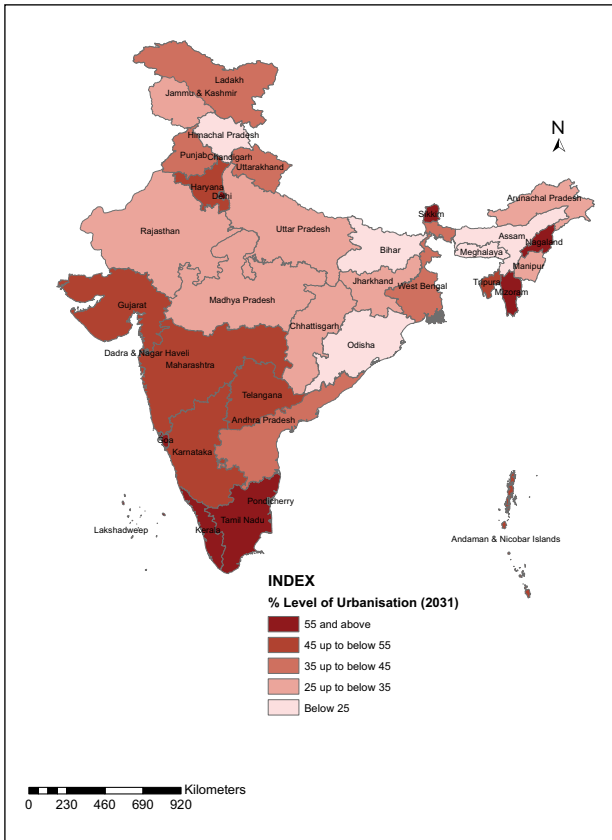 Ladakh
Jammu & Kashmir
N
Himachal Pradesh
Punjab
Chandigarh
Uttarakhand
Haryana
Delhi
Arunachal Pradesh
Sikkim
Rajasthan
Uttar Pradesh
Assam
Nagaland
Bihar
Meghalaya
Manipur
Jharkhand
Tripura
West Bengal
Mizoram
Madhya Pradesh
Gujarat
Chhattisgarh
Odisha
Dadra & Nagar Haveli
Maharashtra
Telangana
Andhra Pradesh
Goa
Karnataka
Pondicherry
Tamil Nadu
Lakshadweep
Kerala
Andaman & Nicobar Islands
INDEX
% Level of Urbanisation (2031)
55 and above
45 up to below 55
35 up to below 45
25 up to below 35
Below 25
Kilometers
0 230 460 690 920